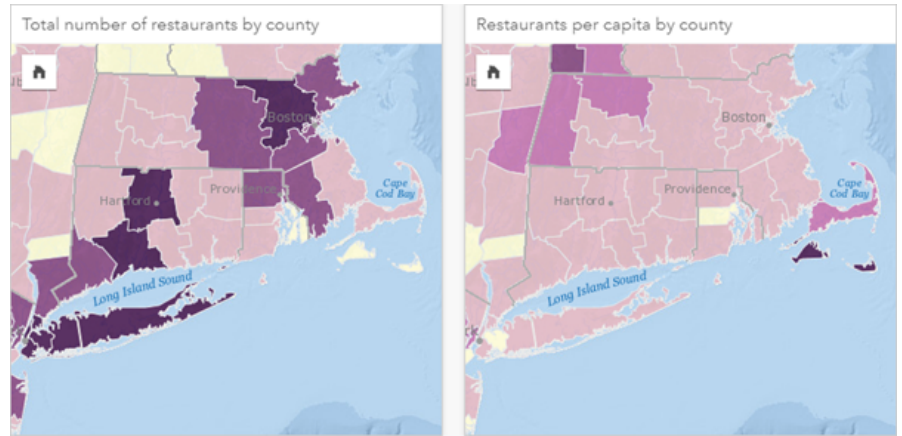 Total number of restaurants by county
Boston
Cape
Cod Bay
Providence
Hartford
Long Island Sound
Restaurants per capita by county
Boston
Cape
Cod Bay
Providence
Hartford
Long Island Sound